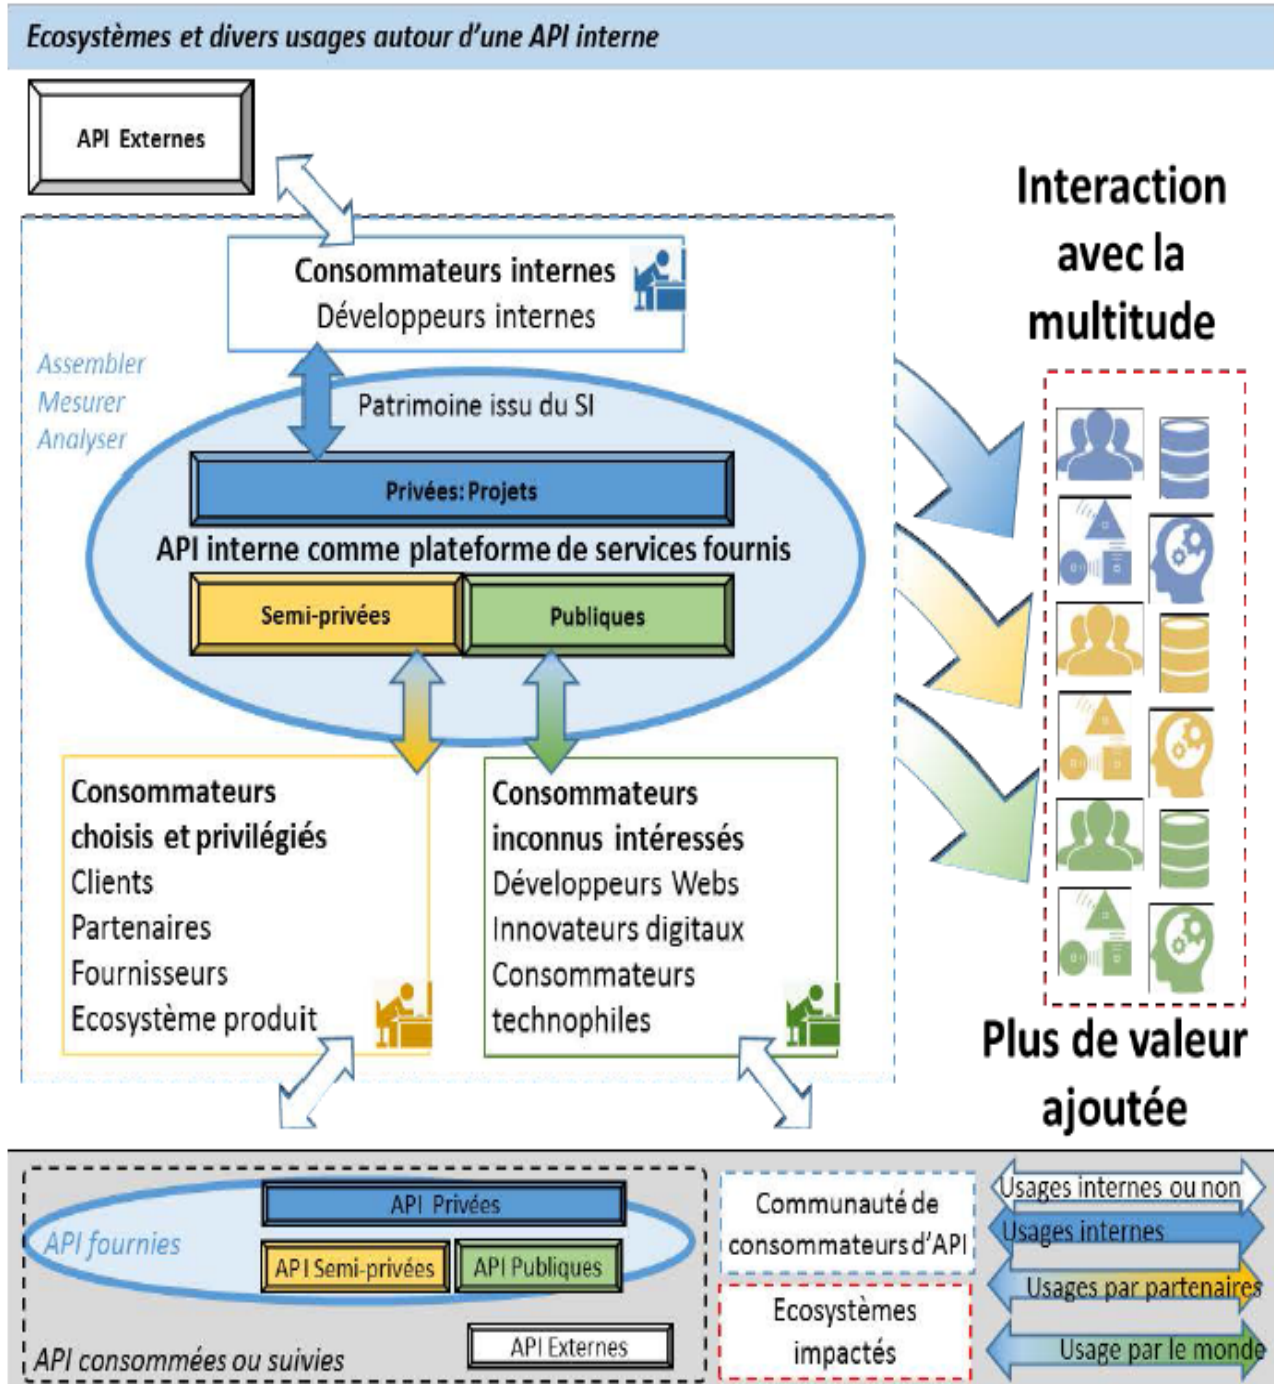 Ecosystèmes et divers usages autour d'une API interne
API Externes
Interaction
avec la
multitude
Consommateurs internes
Développeurs internes
Assembler
Mesurer
Analyser
Patrimoine issu du SI
Privées: Projets
API interne comme plateforme de services fournis
Semi-privées
Publiques
Consommateurs
choisis et privilégiés
Clients
Partenaires
Fournisseurs
Ecosystème produit
Consommateurs
inconnus intéressés
Développeurs Webs
Innovateurs digitaux
Consommateurs
technophiles
Plus de valeur
ajoutée
API Privées
API fournies
API Semi-privées
API Publiques
API Externes
API consommées ou suivies
Communauté de
consommateurs d'API
Ecosystèmes
impactés
Usages internes ou non
Usages internes
Usages par partenaires
Usage par le monde